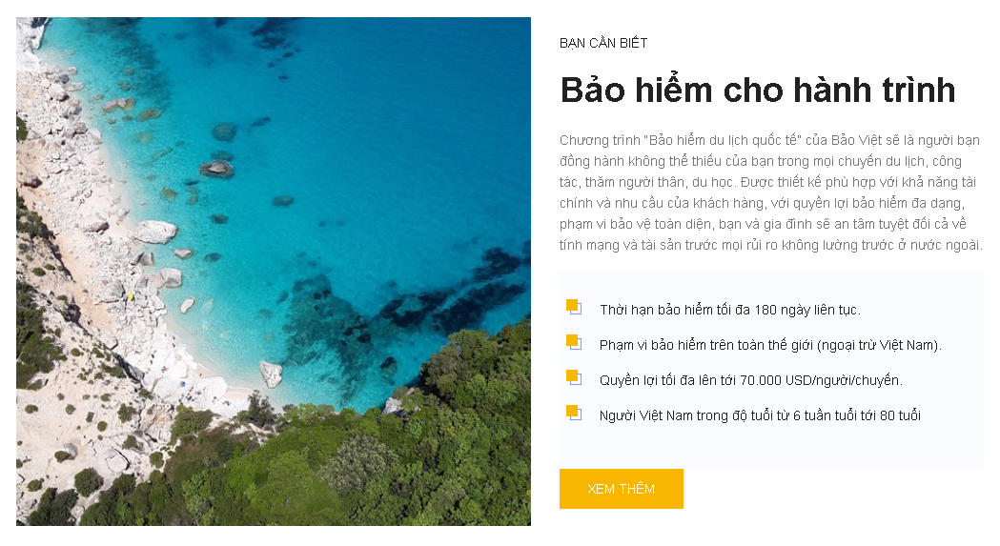 BẠN CẦN BIẾT
Bảo hiểm cho hành trình
Chương trình "Bảo hiểm du lịch quốc tế" của Bảo Việt sẽ là người bạn
đồng hành không thể thiếu của bạn trong mọi chuyến du lịch, công
tác, thăm người thân, du học. Được thiết kế phù hợp với khả năng tài
chính và nhu cầu của khách hàng, với quyền lợi bảo hiểm đa dạng,
phạm vi bảo vệ toàn diện, bạn và gia đình sẽ an tâm tuyệt đối cả về
tính mạng và tài sản trước mọi rủi ro không lường trước ở nước ngoài.
Thời hạn bảo hiểm tối đa 180 ngày liên tục.
Phạm vi bảo hiểm trên toàn thế giới (ngoại trừ Việt Nam).
Quyền lợi tối đa lên tới 70.000 USD/người/chuyến.
Người Việt Nam trong độ tuổi từ 6 tuần tuổi tới 80 tuổi
XEM THÊM